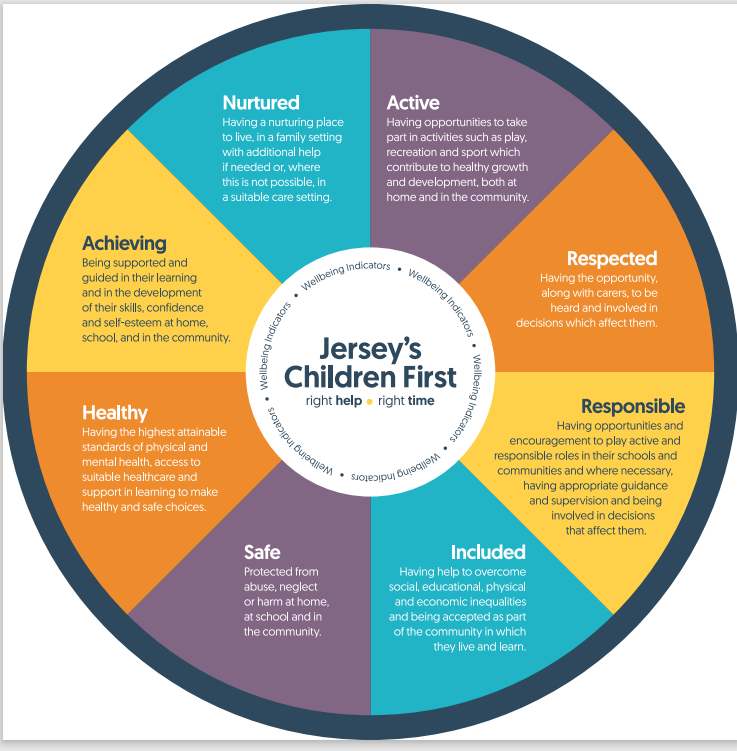 Nurtured
Having a nurturing place
to live, in a family setting
with additional help
if needed or, where
this is not possible, in
a suitable care setting.
Active
Having opportunities to take
part in activities such as play,
recreation and sport which
contribute to healthy growth
and development, both at
home and in the community.
Respected
Having the opportunity,
along with carers, to be
heard and involved in
decisions which affect them.
Responsible
Having opportunities and
encouragement to play active and
responsible roles in their schools and
communities and where necessary,
having appropriate guidance
and supervision and being
involved in decisions
that affect them.
Included
Having help to overcome
social, educational, physical
and economic inequalities
and being accepted as part
of the community in which
they live and learn.
Safe
Protected from
abuse, neglect
or harm at home,
at school and in
the community.
Healthy
Having the highest attainable
standards of physical and
mental health, access to
suitable healthcare and
support in learning to make
healthy and safe choices.
Achieving
Being supported and
guided in their learning
and in the development
of their skills, confidence
and self-esteem at home,
school, and in the community.
Wellbeing Indicators • Wellbeing Indicators • Wellbeing Indicators • Wellbeing Indicators • Wellbeing Indicators • Wellbeing Indicators • Wellbeing Indicators •
Jersey's
Children First
right help • right time